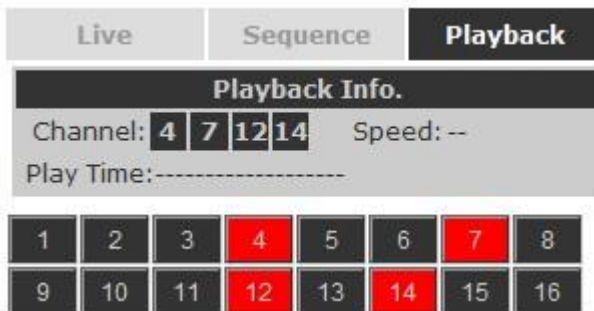 Live Sequence Playback
Playback Info.
Channel: 4 7 12 14 Speed: --
Play Time:-------------------
1 2 3 4 5 6 7 8
9 10 11 12 13 14 15 16